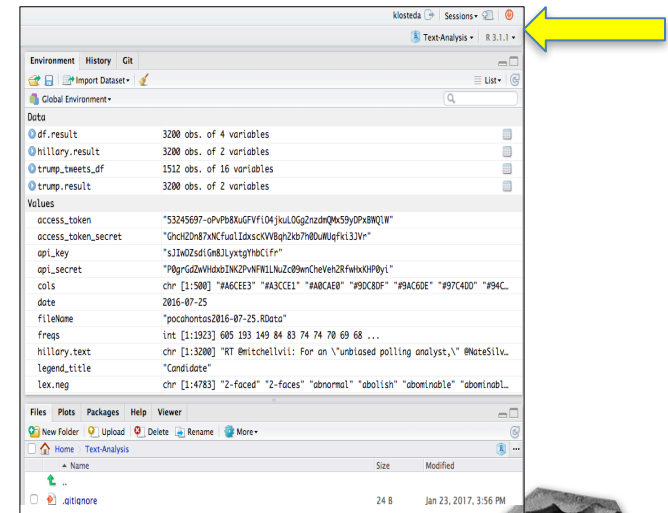 klosteda Sessions
Text-Analysis R 3.1.1
Environment History Git
Import Dataset List
Global Environment
Data
df.result 3200 obs. of 4 variables
hillary.result 3200 obs. of 2 variables
trump_tweets_df 1512 obs. of 16 variables
trump.result 3200 obs. of 2 variables
Values
access_token
access_token_secret
api_key
api_secret
cols chr [1:500] "#A6CEE3" "#A3CCE1" "#A0CAE0" "#9DC8DF" "#9AC6DE" "#97C4DD" "#94C…
date 2016-07-25
fileName "pocahontas2016-07-25.RData"
freqs int [1:1923] 605 193 149 84 83 74 74 70 69 68 ...
hillary.text chr [1:3200] "RT @mitchellvii: For an \"unbiased polling analyst,\" @NateSilv…
legend_title "Candidate"
lex.neg chr [1:4783] "2-faced" "2-faces" "abnormal" "abolish" "abominable" "abominabl…
Files Plots Packages Help Viewer
New Folder Upload Delete Rename More
Home Text-Analysis
Name Size Modified
..
.gitignore 24 B Jan 23, 2017, 3:56 PM